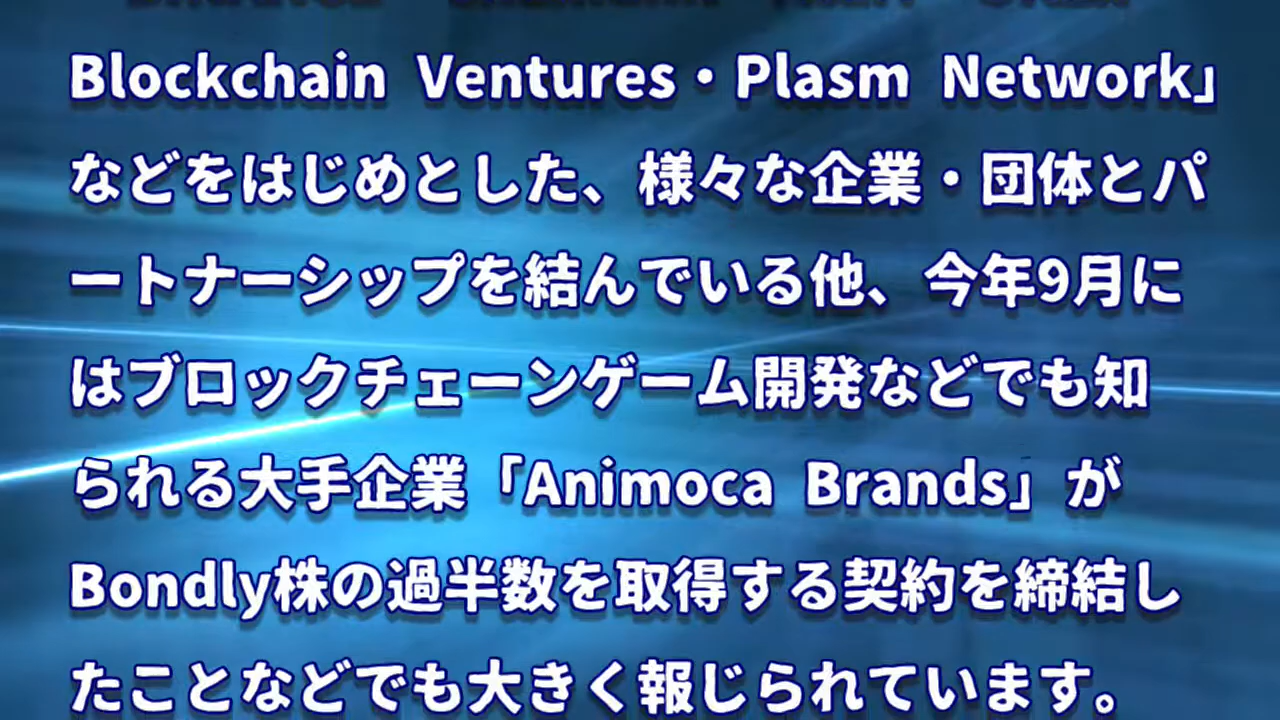 Blockchain Ventures・Plasm Network」
などをはじめとした、様々な企業・団体とパ
ートナーシップを結んでいる他、今年9月に
はブロックチェーンゲーム開発などでも知
られる大手企業「Animoca Brands」が
Bondly株の過半数を取得する契約を締結し
たことなどでも大きく報じられています。